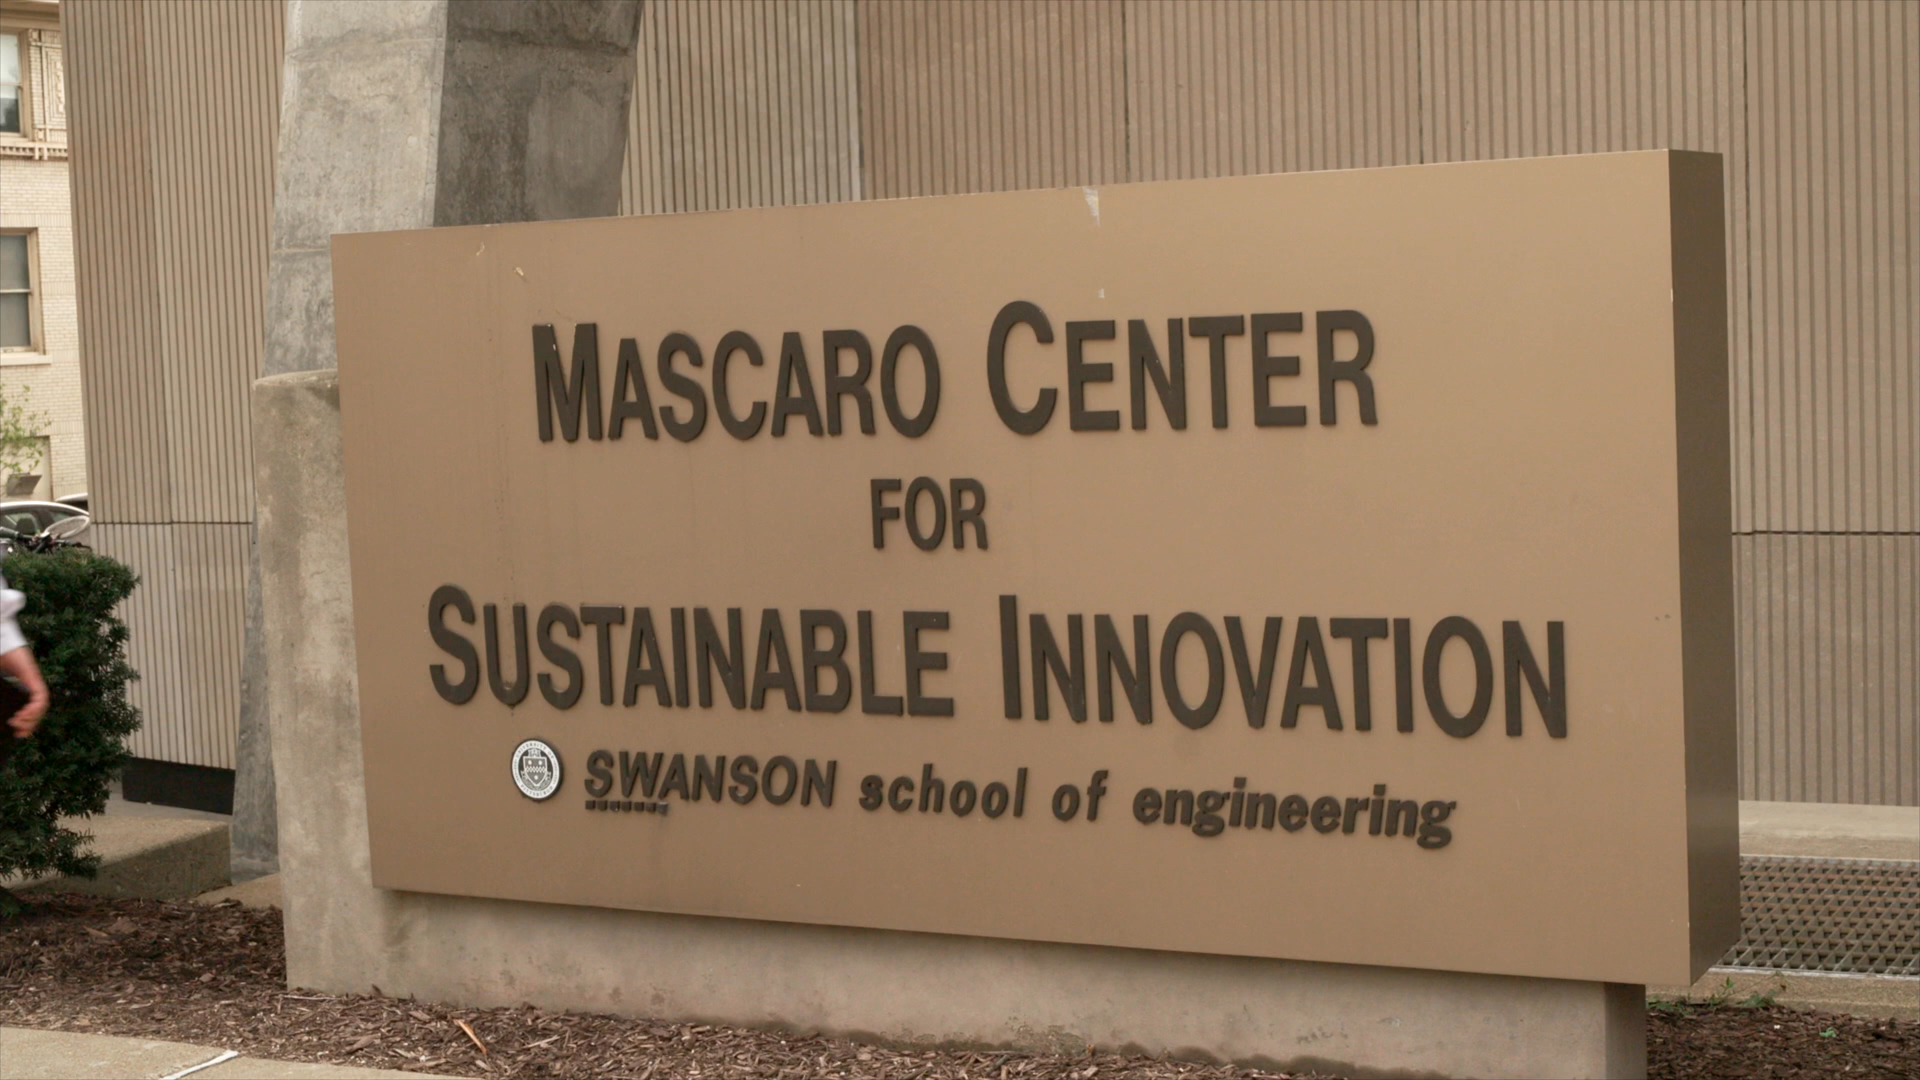 MASCARO CENTER
FOR
SUSTAINABLE INNOVATION
SWANSON school of engineering